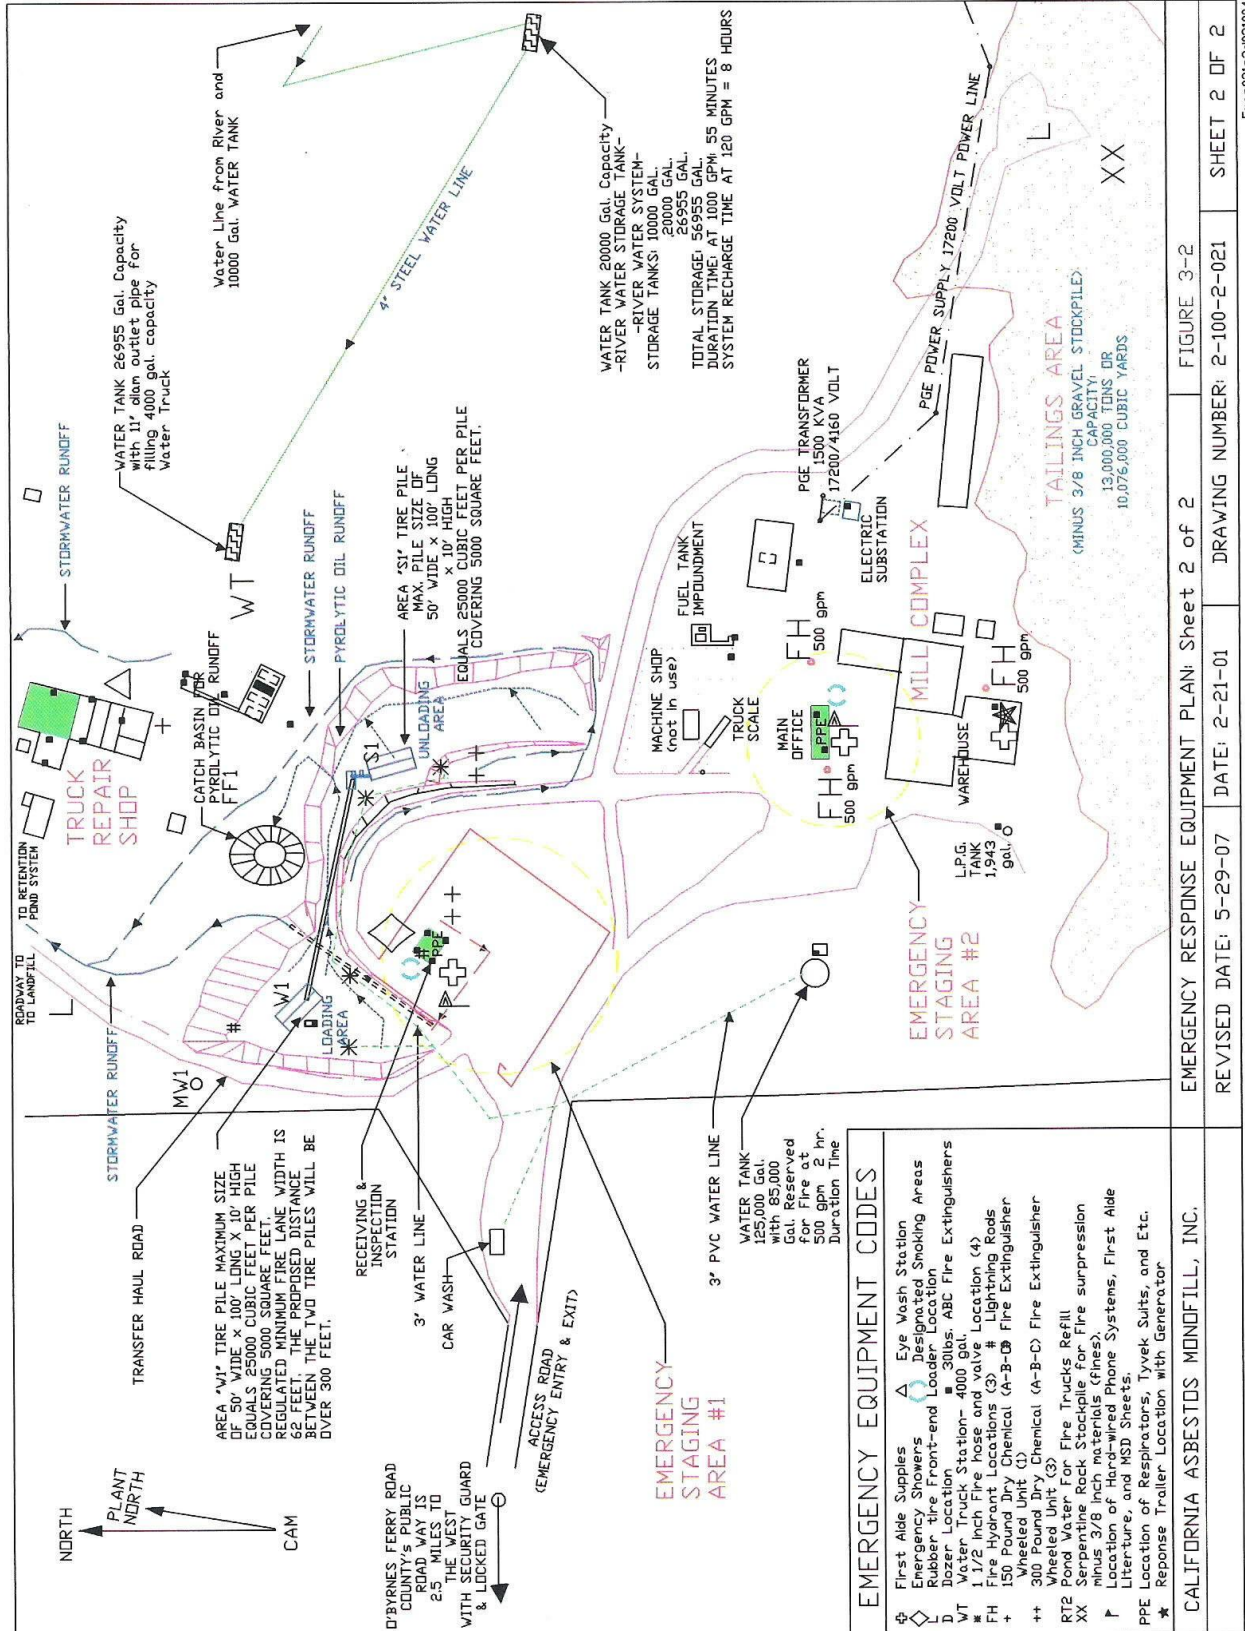 NORTH
PLANT
NORTH
CAM
TRANSFER HAUL ROAD
AREA "W1" TIRE PILE MAXIMUM SIZE
OF 50' WIDE X 100' LONG X 10' HIGH
EQUALS 25000 CUBIC FEET PER PILE
COVERING 5000 SQUARE FEET.
REGULATED MINIMUM FIRE LANE WIDTH IS
62 FEET. THE PROPOSED DISTANCE
BETWEEN THE TWO TIRE PILES WILL BE
OVER 300 FEET.
STORMWATER RUNOFF
ROADWAY TO
LANDFILL
TO RETENTION
POND SYSTEM
L
MW1
#
W1
LOADING
AREA
TRUCK
REPAIR
SHOP
CATCH BASIN FOR
PYROLYTIC OIL RUNOFF
FF1
+
STORMWATER RUNOFF
WATER TANK 26955 Gal. Capacity
with 11" diam outlet pipe for
filling 4000 gal. capacity
Water Truck
WT
Water Line from River and
10000 Gal. WATER TANK
4" STEEL WATER LINE
STORMWATER RUNOFF
PYROLYTIC OIL RUNOFF
AREA "S1" TIRE PILE
MAX. PILE SIZE OF
50' WIDE X 100' LONG
X 10' HIGH
EQUALS 25000 CUBIC FEET PER PILE
COVERING 5000 SQUARE FEET.
S1
UNLOADING
AREA
+ +
WATER TANK 20000 Gal. Capacity
-RIVER WATER STORAGE TANK-
-RIVER WATER SYSTEM-
STORAGE TANKS: 10000 GAL.
20000 GAL.
26955 GAL.
TOTAL STORAGE: 56955 GAL.
DURATION TIME: AT 1000 GPM: 55 MINUTES
SYSTEM RECHARGE TIME AT 120 GPM = 8 HOURS
O'BYRNES FERRY ROAD
COUNTY's PUBLIC
ROAD WAY IS
2.5 MILES TO
THE WEST
WITH SECURITY GUARD
& LOCKED GATE
RECEIVING &
INSPECTION
STATION
3" WATER LINE
CAR WASH
ACCESS ROAD
(EMERGENCY ENTRY & EXIT)
#
PPE
+ +
EMERGENCY
STAGING
AREA #1
3" PVC WATER LINE
WATER TANK
125,000 Gal.
with 85,000
Gal. Reserved
for Fire at
500 gpm 2 hr.
Duration Time
MACHINE SHOP
(not in use)
TRUCK
SCALE
FUEL TANK
IMPOUNDMENT
MAIN
OFFICE
PPE
FH
500 gpm
FH
500 gpm
FH
500 gpm
PGE TRANSFORMER
1500 KVA
17200/4160 VOLT
ELECTRIC
SUBSTATION
MILL COMPLEX
WAREHOUSE
L.P.G.
TANK
1,943
gal.
EMERGENCY
STAGING
AREA #2
PGE POWER SUPPLY 17200 VOLT POWER LINE
TAILINGS AREA
(MINUS 3/8 INCH GRAVEL STOCKPILE)
CAPACITY:
13,000,000 TONS OR
10,076,000 CUBIC YARDS
L
XX
EMERGENCY EQUIPMENT CODES
First Aide Supplies
Eye Wash Station
Emergency Showers
Designated Smoking Areas
L Rubber tire Front-end Loader Location
D Dozer Location
30lbs. ABC Fire Extinguishers
WT Water Truck Station- 4000 gal.
* 1 1/2 inch Fire hose and valve Location (4)
FH Fire Hydrant Locations (3) # Lightning Rods
+ 150 Pound Dry Chemical (A-B-C) Fire Extinguisher
Wheeled Unit (1)
++ 300 Pound Dry Chemical (A-B-C) Fire Extinguisher
Wheeled Unit (3)
RT2 Pond Water For Fire Trucks Refill
XX Serpentine Rock Stockpile for Fire surpression
minus 3/8 inch materials (fines).
Location of Hard-wired Phone Systems, First Aide
Literture, and MSD Sheets.
PPE Location of Respirators, Tyvek Suits, and Etc.
★ Reponse Trailer Location with Generator
CALIFORNIA ASBESTOS MONOFILL, INC.
EMERGENCY RESPONSE EQUIPMENT PLAN: Sheet 2 of 2
FIGURE 3-2
REVISED DATE: 5-29-07
DATE: 2-21-01
DRAWING NUMBER: 2-100-2-021
SHEET 2 OF 2